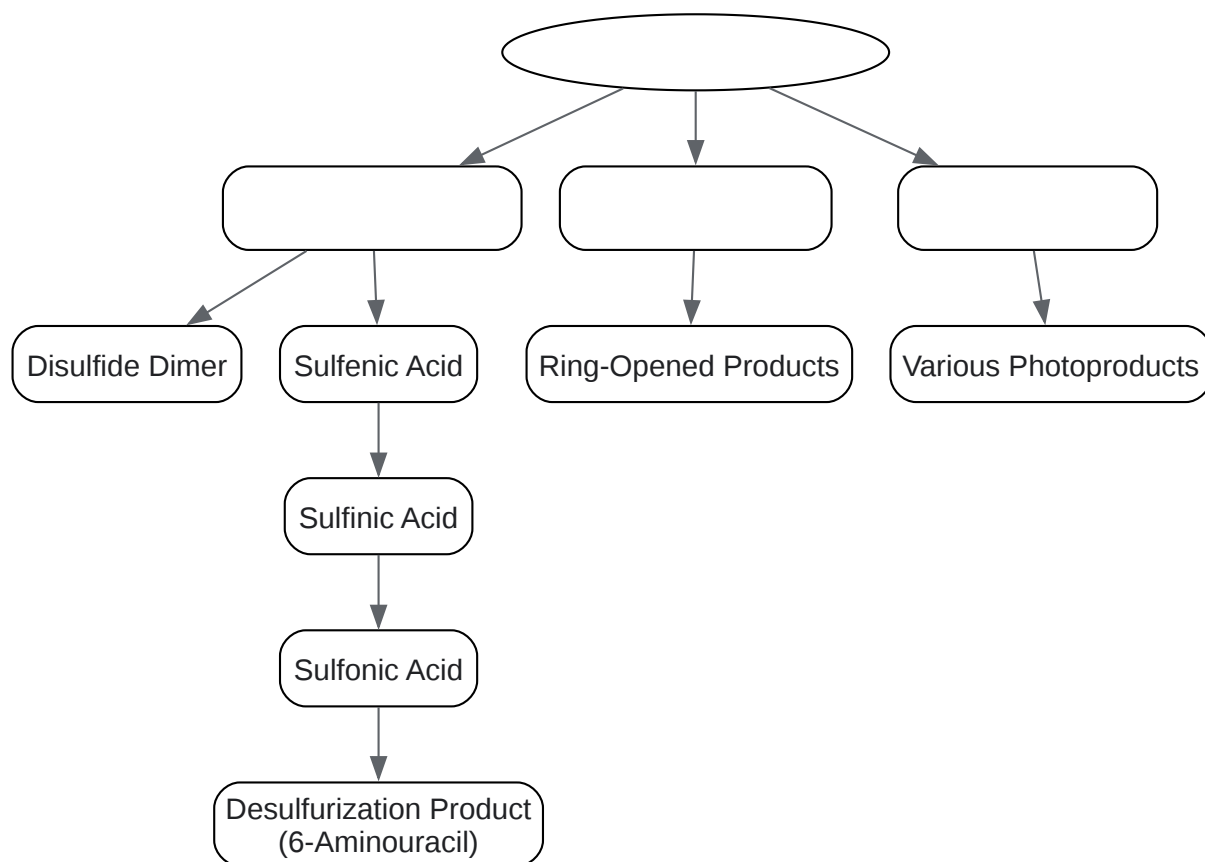 Disulfide Dimer
Sulfenic Acid
Ring-Opened Products
Various Photoproducts
Sulfinic Acid
Sulfonic Acid
Desulfurization Product
(6-Aminouracil)